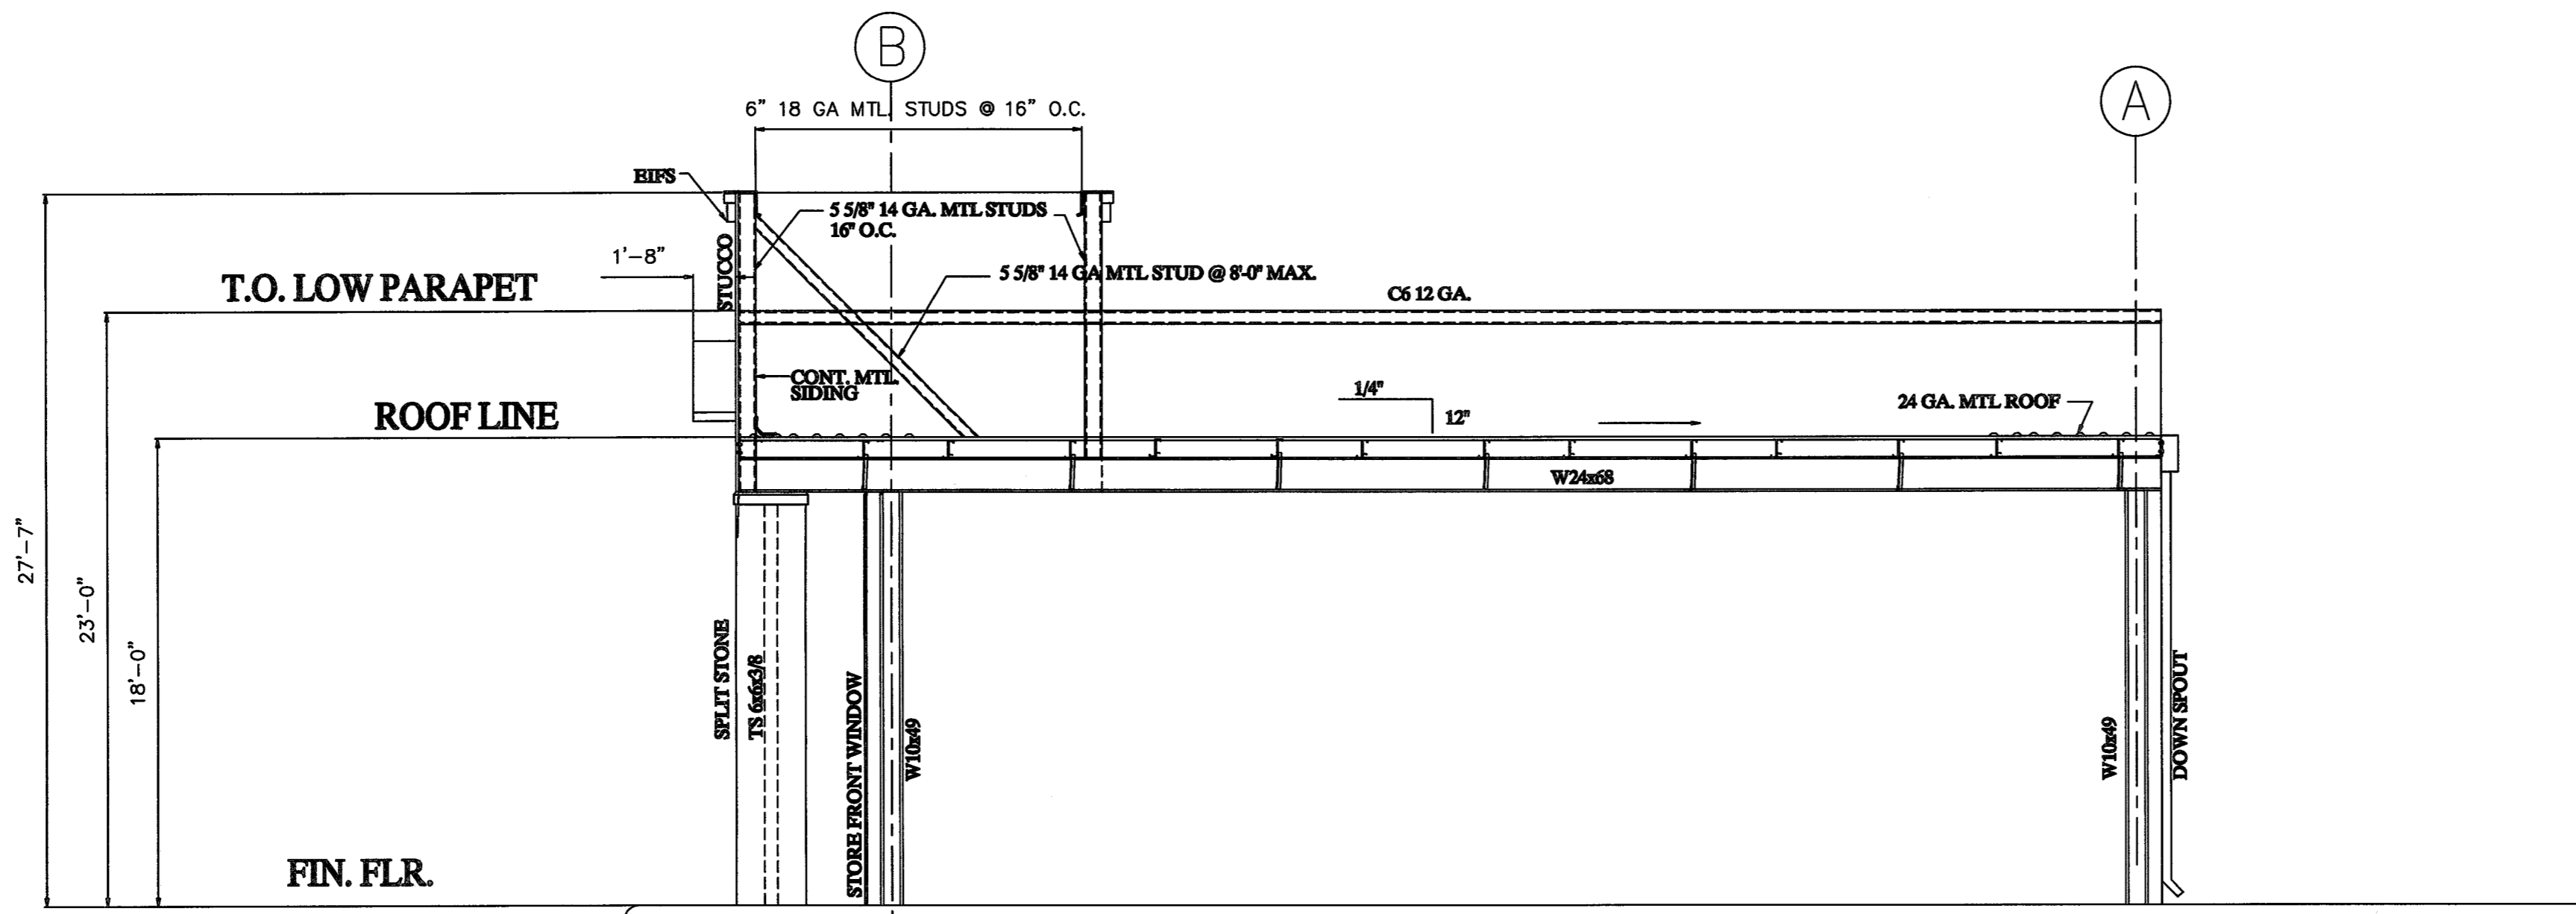 B
A
6" 18 GA MTL. STUDS @ 16" O.C.
EIFS
5 5/8" 14 GA. MTL STUDS
16" O.C.
STUCCO
1'-8"
5 5/8" 14 GA MTL STUD @ 8'-0" MAX.
T.O. LOW PARAPET
C6 12 GA.
CONT. MTL.
SIDING
ROOF LINE
1/4"
12"
24 GA. MTL ROOF
W24x68
27'-7"
23'-0"
18'-0"
SPLIT STONE
TS 6x6x3/8
STORE FRONT WINDOW
W10x49
W10x49
DOWN SPOUT
FIN. FLR.